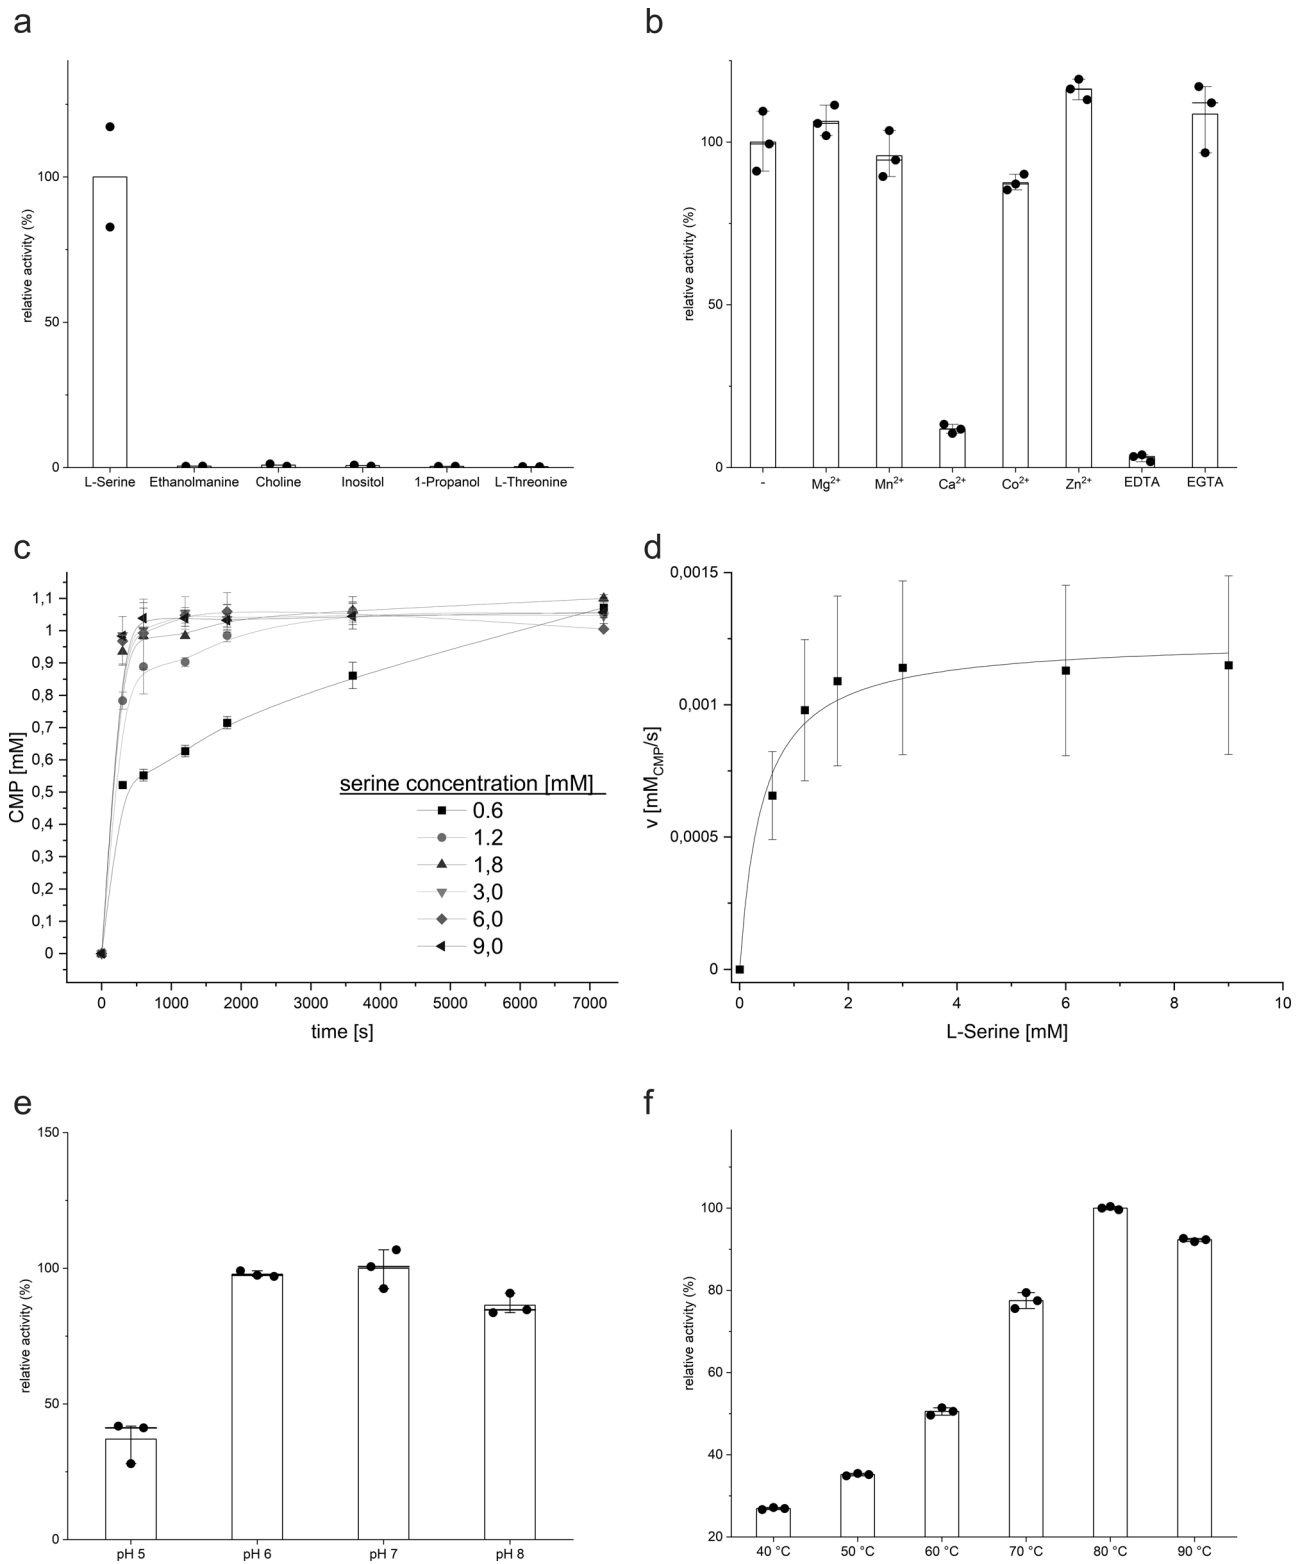 a
relative activity (%)
100
50
0
L-Serine Ethanolmanine Choline Inositol 1-Propanol L-Threonine
b
relative activity (%)
100
50
0
- Mg²⁺ Mn²⁺ Ca²⁺ Co²⁺ Zn²⁺ EDTA EGTA
c
CMP [mM]
1,1
1
0,9
0,8
0,7
0,6
0,5
0,4
0,3
0,2
0,1
0
serine concentration [mM]
0.6
1.2
1,8
3,0
6,0
9,0
0 1000 2000 3000 4000 5000 6000 7000
time [s]
d
v [mM_CMP/s]
0,0015
0,001
0,0005
0
0 2 4 6 8 10
L-Serine [mM]
e
relative activity (%)
150
100
50
0
pH 5 pH 6 pH 7 pH 8
f
relative activity (%)
100
80
60
40
20
40 °C 50 °C 60 °C 70 °C 80 °C 90 °C